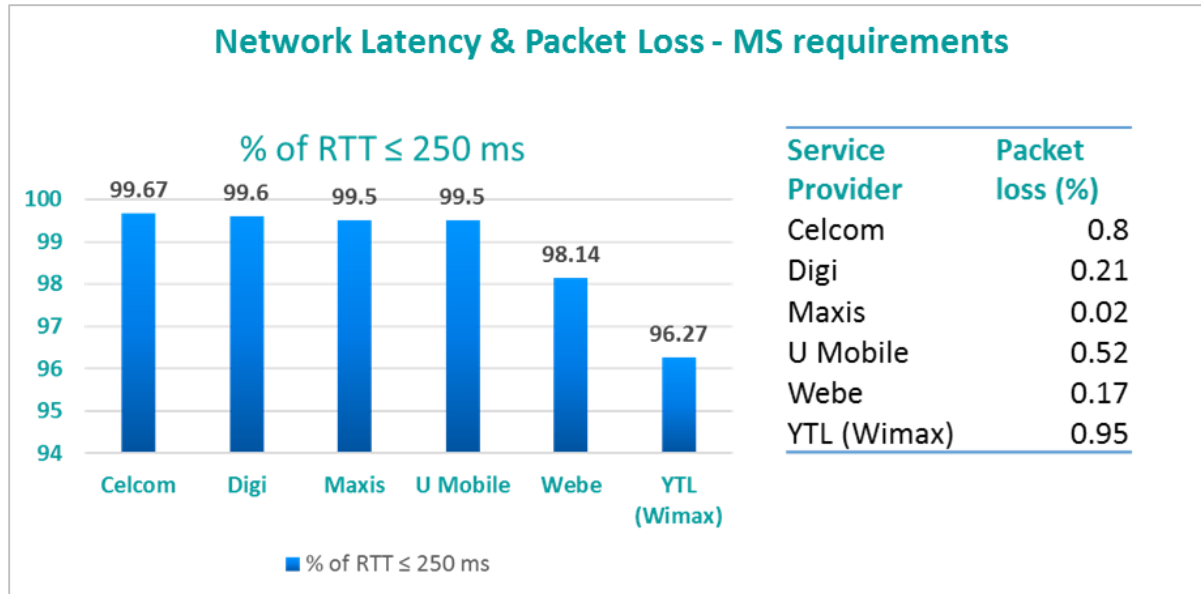 Network Latency & Packet Loss - MS requirements
% of RTT ≤ 250 ms
99.67
99.6
99.5
99.5
98.14
96.27
100
99
98
97
96
95
94
Celcom
Digi
Maxis
U Mobile
Webe
YTL
(Wimax)
% of RTT ≤ 250 ms
Service Packet
Provider loss (%)
Celcom 0.8
Digi 0.21
Maxis 0.02
U Mobile 0.52
Webe 0.17
YTL (Wimax) 0.95